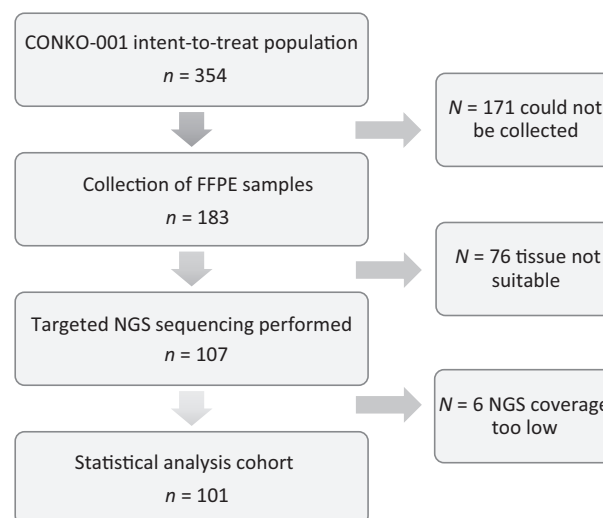 CONKO-001 intent-to-treat population
n = 354
N = 171 could not
be collected
Collection of FFPE samples
n = 183
N = 76 tissue not
suitable
Targeted NGS sequencing performed
n = 107
N = 6 NGS coverage
too low
Statistical analysis cohort
n = 101